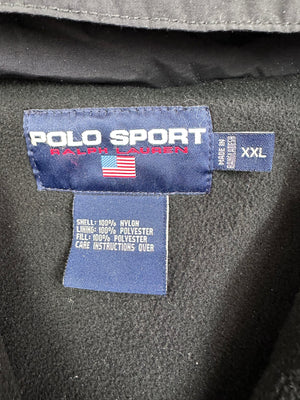 POLO SPORT
RALPH LAUREN
MADE IN
BANGLADESH
XXL
SHELL: 100% NYLON
LINING: 100% POLYESTER
FILL: 100% POLYESTER
CARE INSTRUCTIONS OVER